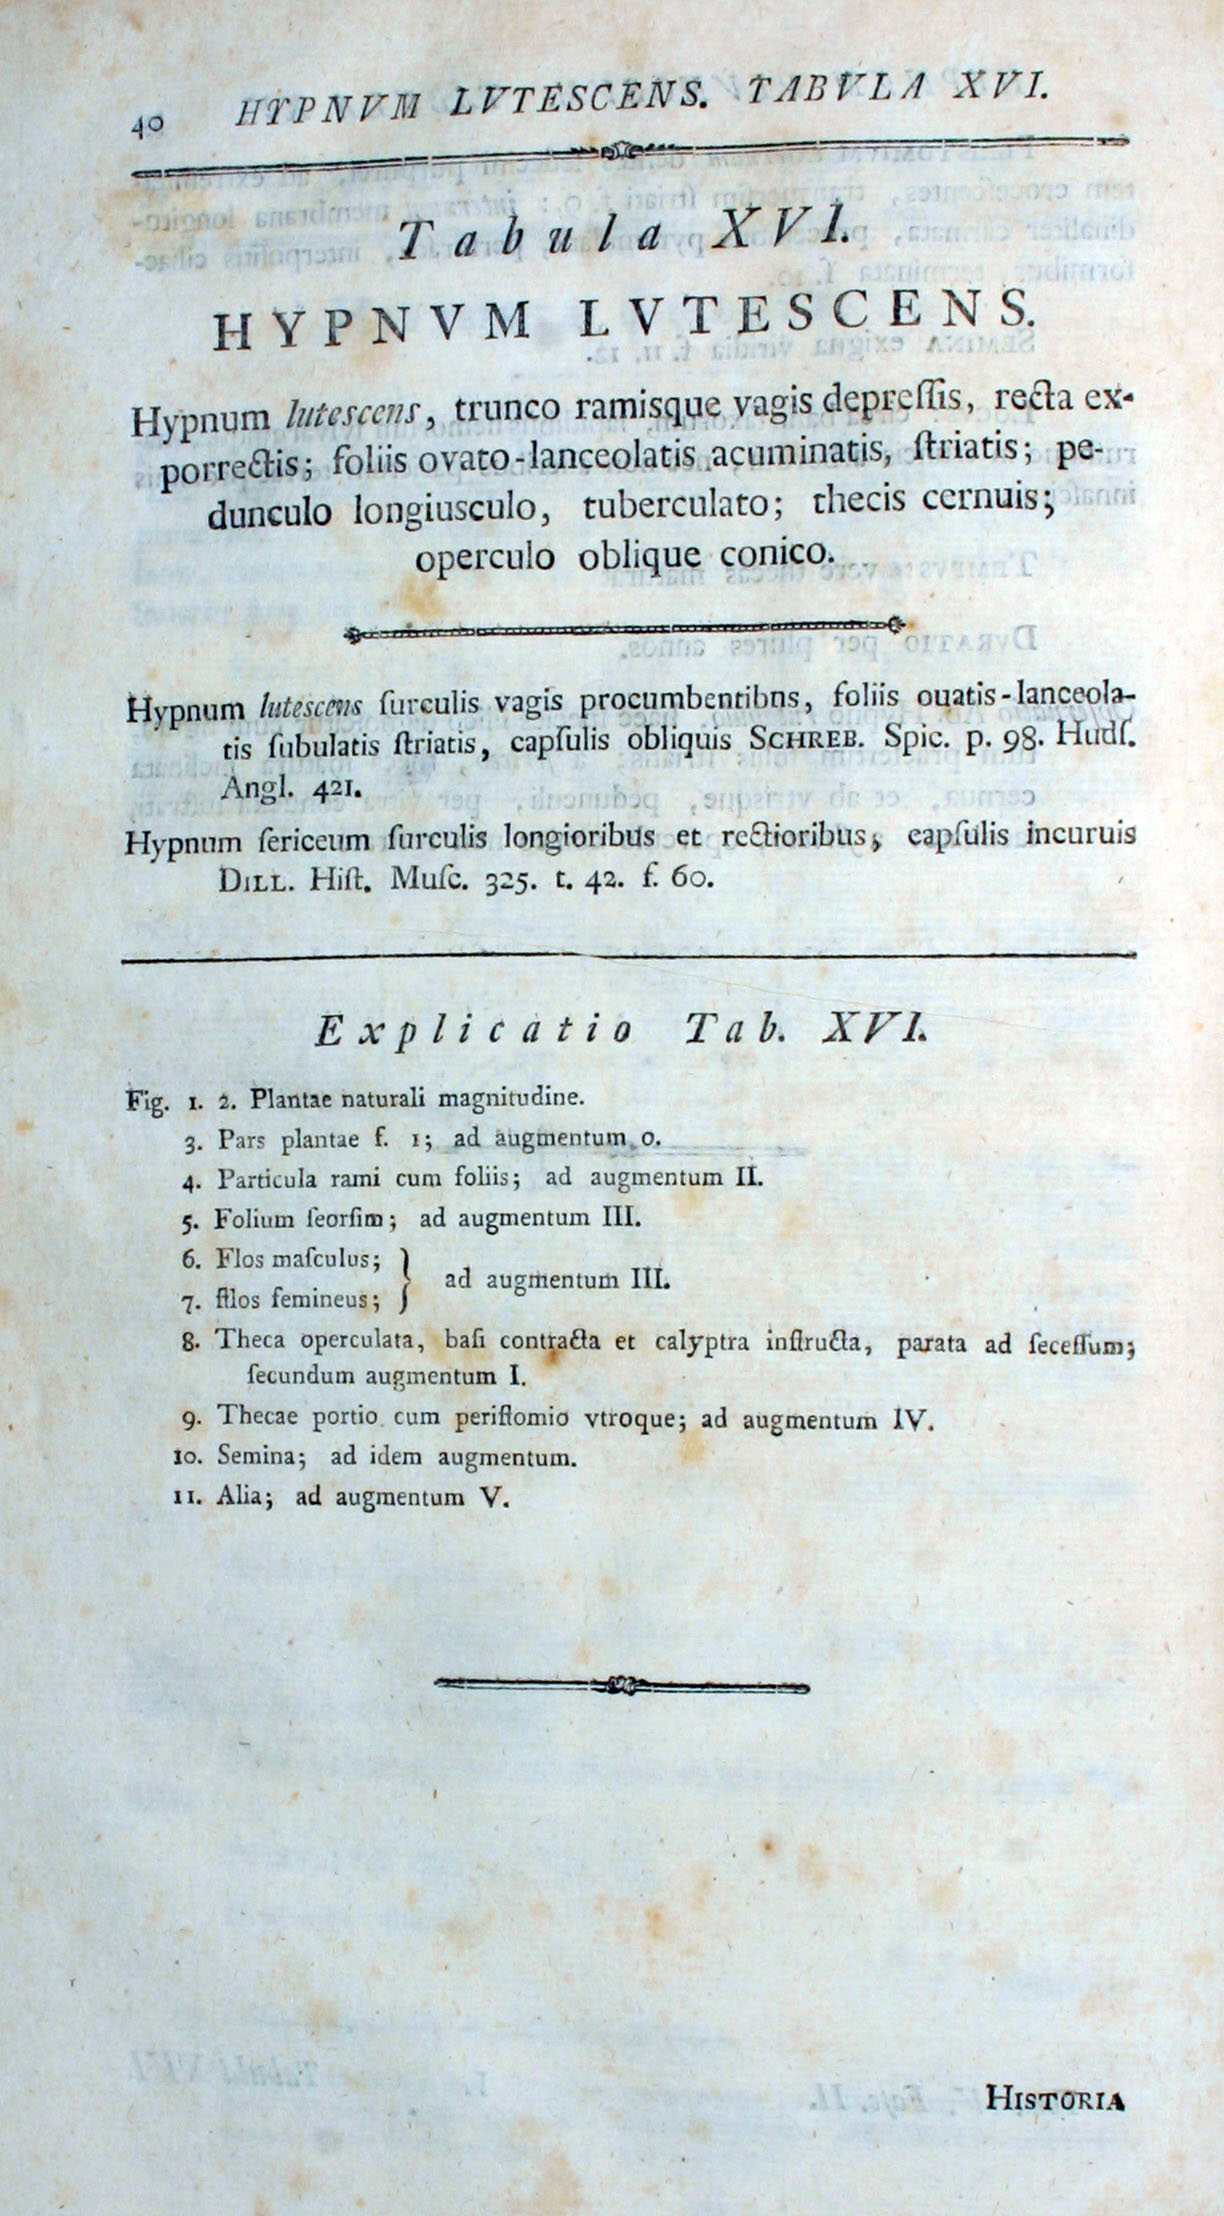 40 HYPNVM LVTESCENS. TABVLA XVI.
Tabula XVI.
HYPNVM LVTESCENS.
Hypnum lutescens, trunco ramisque vagis depreſſis, recta ex-
porrectis; foliis ovato-lanceolatis acuminatis, ſtriatis; pe-
dunculo longiusculo, tuberculato; thecis cernuis;
operculo oblique conico.
Hypnum lutescens ſurculis vagis procumbentibns, foliis ouatis-lanceola-
tis ſubulatis ſtriatis, capſulis obliquis SCHREB. Spic. p. 98. Hudſ.
Angl. 421.
Hypnum ſericeum ſurculis longioribus et rectioribus, capſulis incuruis
DILL. Hiſt. Muſc. 325. t. 42. f. 60.
Explicatio Tab. XVI.
Fig. 1. 2. Plantae naturali magnitudine.
3. Pars plantae f. 1; ad augmentum 0.
4. Particula rami cum foliis; ad augmentum II.
5. Folium ſeorſim; ad augmentum III.
6. Flos maſculus; } ad augmentum III.
7. flos femineus;
8. Theca operculata, baſi contracta et calyptra inſtructa, parata ad ſeceſſum;
ſecundum augmentum I.
9. Thecae portio cum periſtomio vtroque; ad augmentum IV.
10. Semina; ad idem augmentum.
11. Alia; ad augmentum V.
HISTORIA